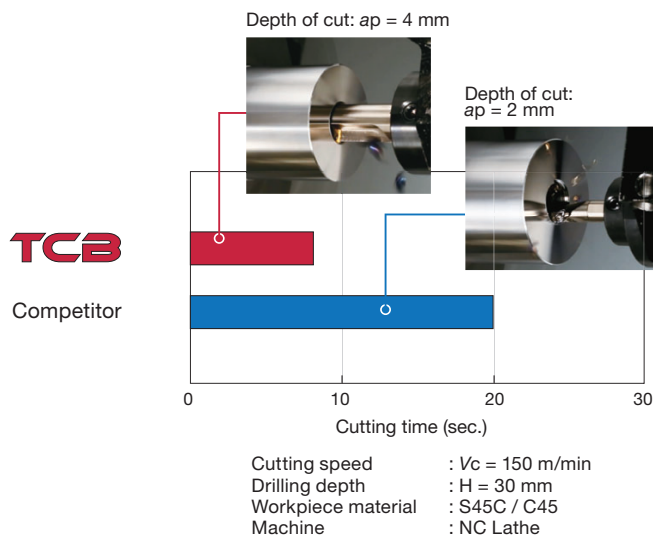 Depth of cut: ap = 4 mm
Depth of cut:
ap = 2 mm
TCB
Competitor
0 10 20 30
Cutting time (sec.)
Cutting speed : Vc = 150 m/min
Drilling depth : H = 30 mm
Workpiece material : S45C / C45
Machine : NC Lathe